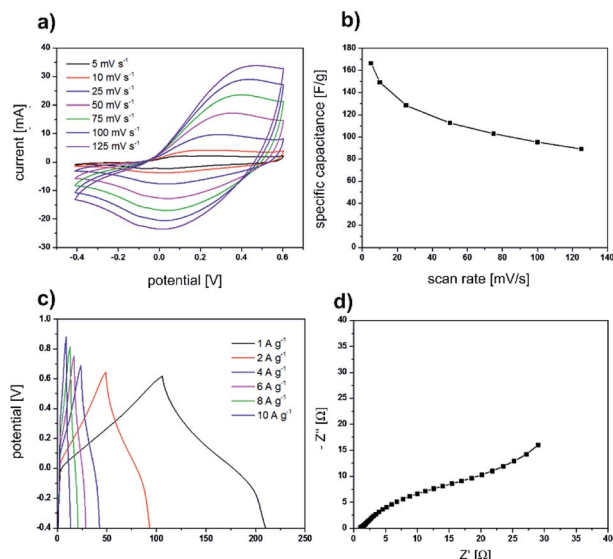 a)
5 mV s⁻¹
10 mV s⁻¹
25 mV s⁻¹
50 mV s⁻¹
75 mV s⁻¹
100 mV s⁻¹
125 mV s⁻¹
40
30
20
10
0
-10
-20
-30
-0.4 -0.2 0.0 0.2 0.4 0.6
current [mA]
potential [V]
b)
180
160
140
120
100
80
60
40
20
0
0 20 40 60 80 100 120 140
specific capacitance [F/g]
scan rate [mV/s]
c)
1 A g⁻¹
2 A g⁻¹
4 A g⁻¹
6 A g⁻¹
8 A g⁻¹
10 A g⁻¹
1.0
0.8
0.6
0.4
0.2
0.0
-0.2
-0.4
0 50 100 150 200 250
potential [V]
d)
40
35
30
25
20
15
10
5
0
0 5 10 15 20 25 30 35 40
- Z'' [Ω]
Z' [Ω]